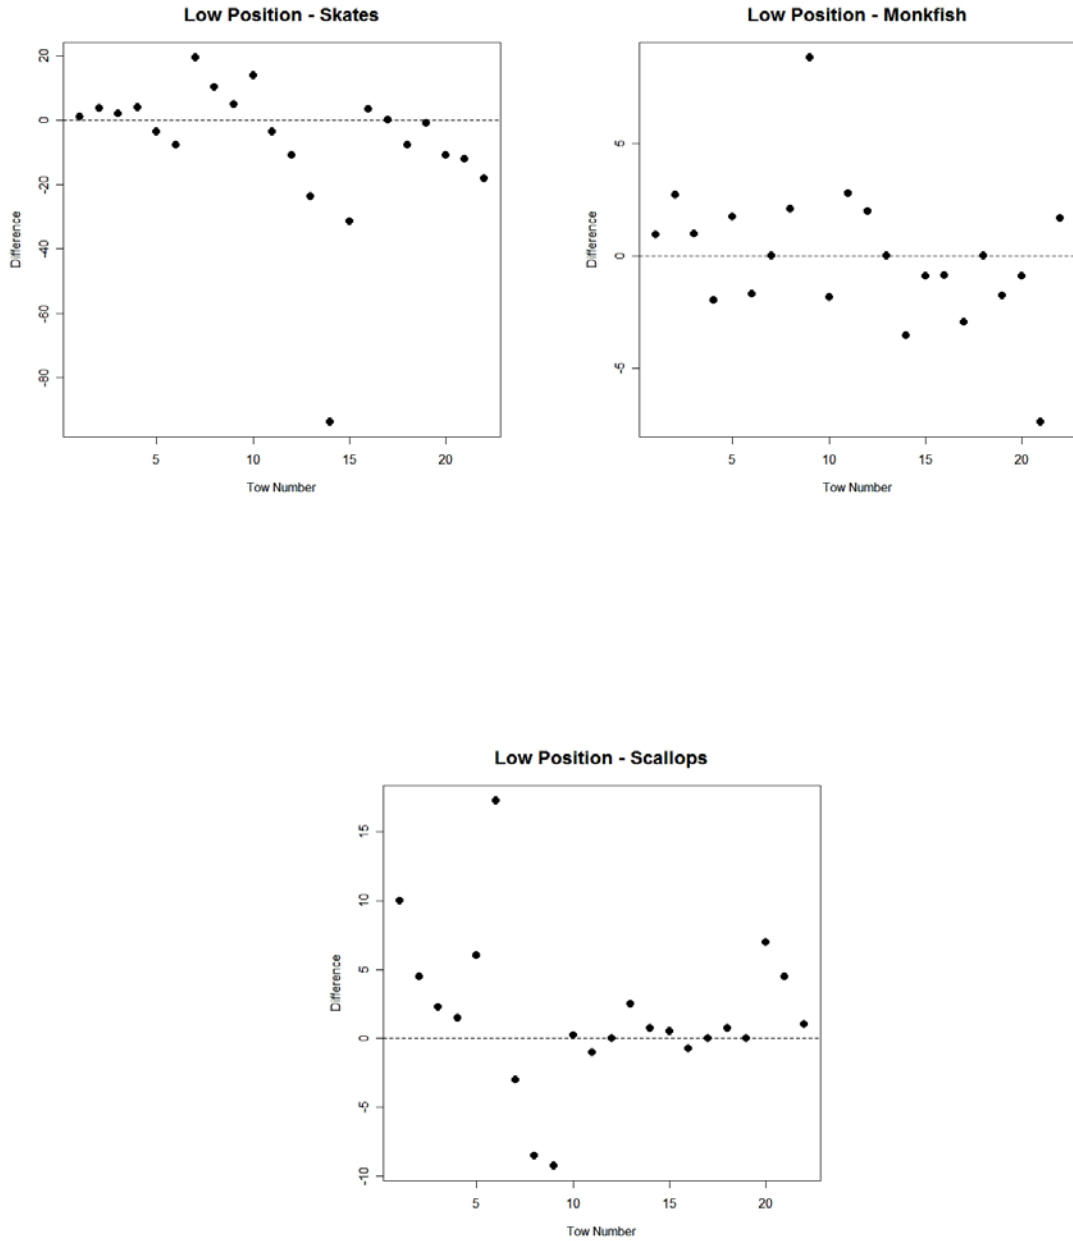 Low Position - Skates
20
0
-20
-40
-60
-80
Difference
5 10 15 20
Tow Number
Low Position - Monkfish
5
0
-5
Difference
5 10 15 20
Tow Number
Low Position - Scallops
15
10
5
0
-5
-10
Difference
5 10 15 20
Tow Number